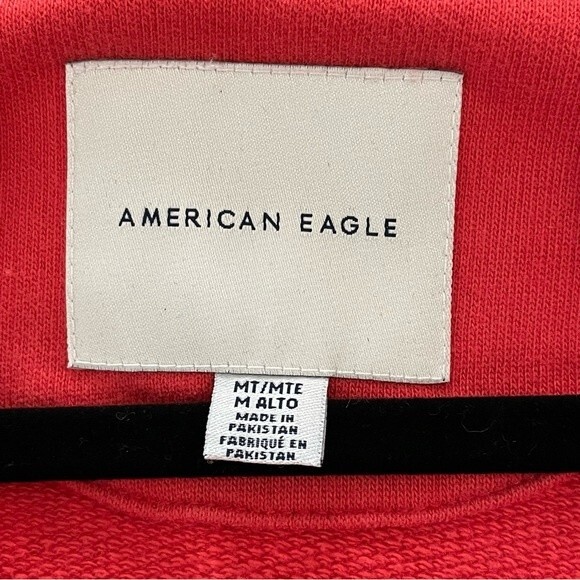 AMERICAN EAGLE
MT/MTE
M ALTO
MADE IN
PAKISTAN
FABRIQUÉ EN
PAKISTAN